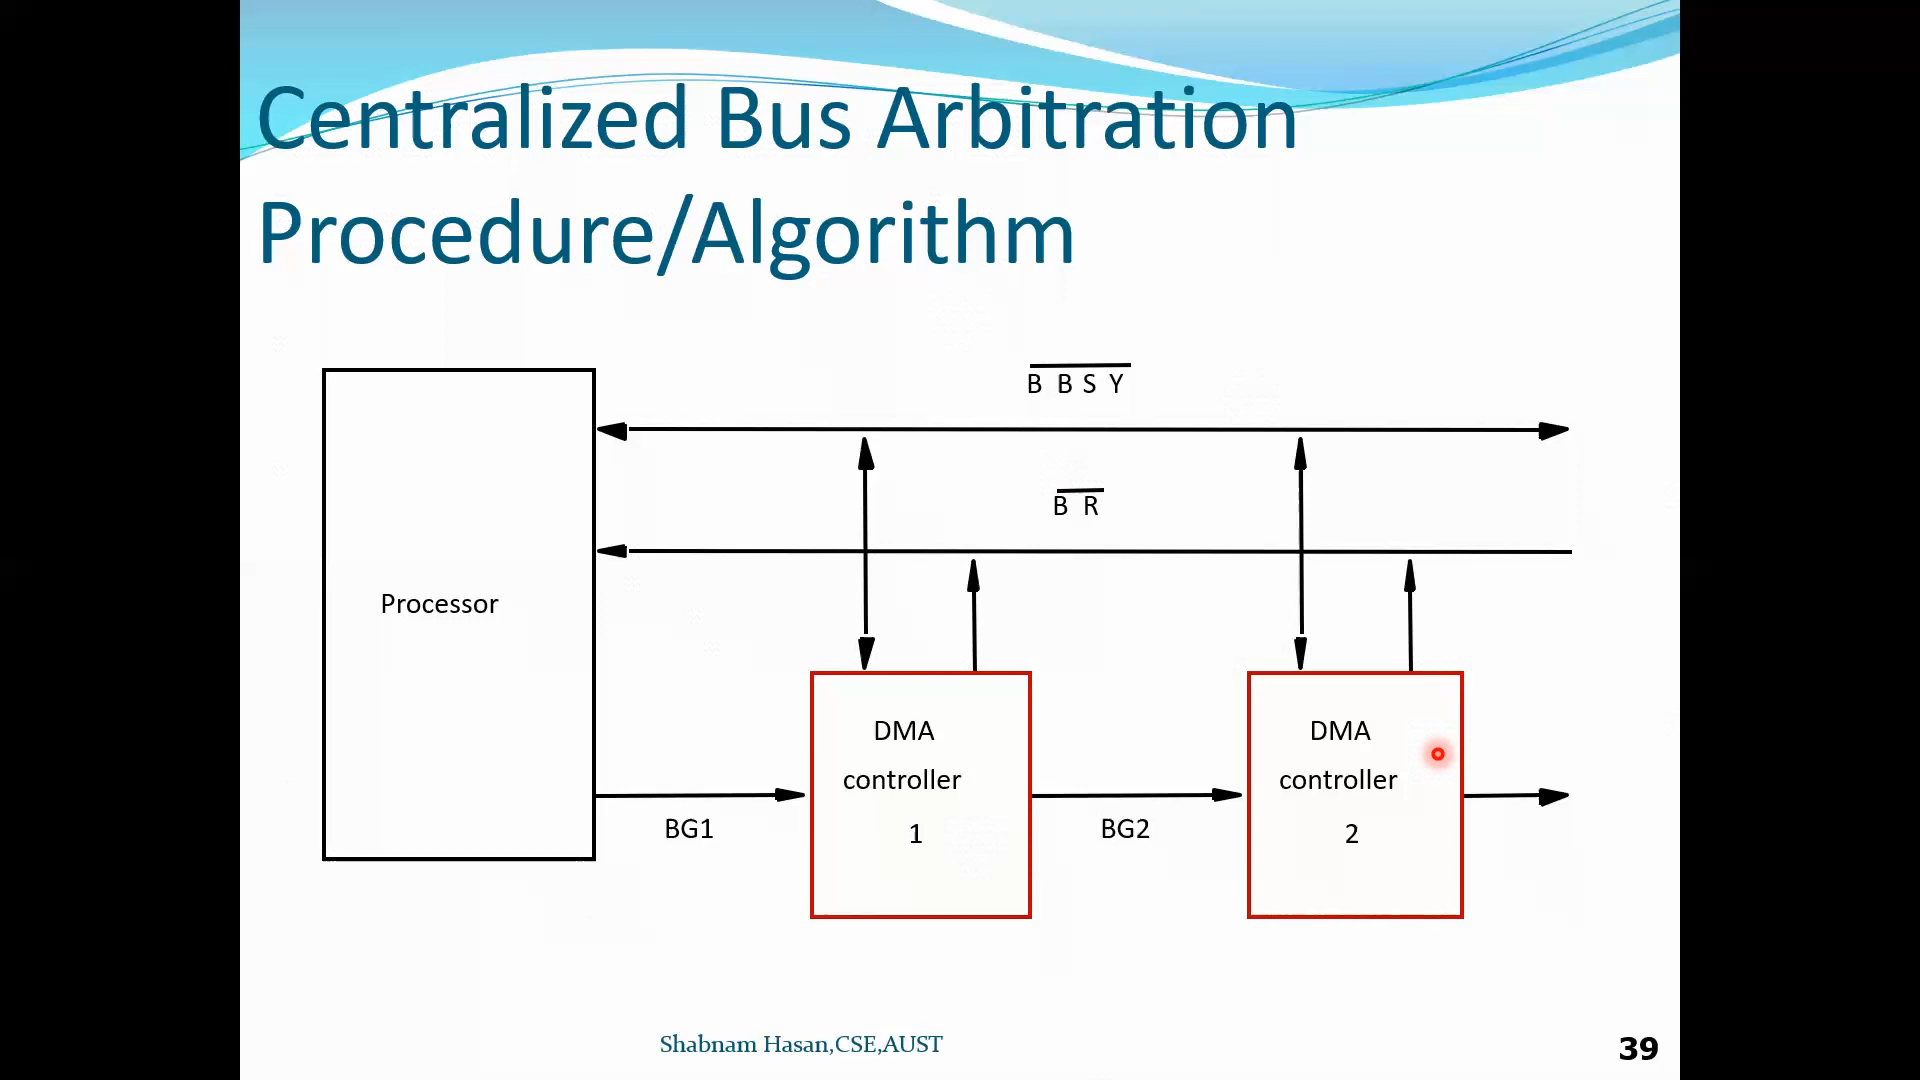 Centralized Bus Arbitration
Procedure/Algorithm
B B S Y
B R
Processor
DMA
controller
1
DMA
controller
2
BG1
BG2
Shabnam Hasan,CSE,AUST
39